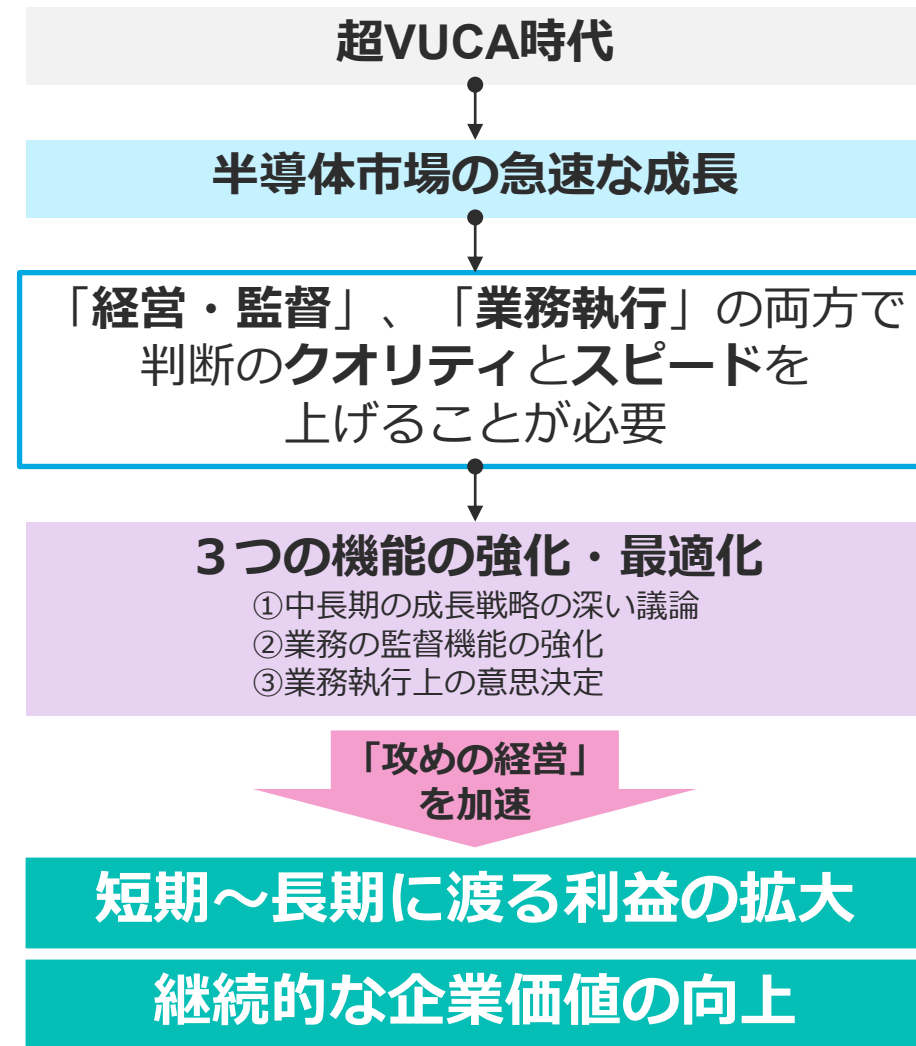 超VUCA時代
半導体市場の急速な成長
「経営・監督」、「業務執行」の両方で
判断のクオリティとスピードを
上げることが必要
３つの機能の強化・最適化
①中長期の成長戦略の深い議論
②業務の監督機能の強化
③業務執行上の意思決定
「攻めの経営」
を加速
短期～長期に渡る利益の拡大
継続的な企業価値の向上